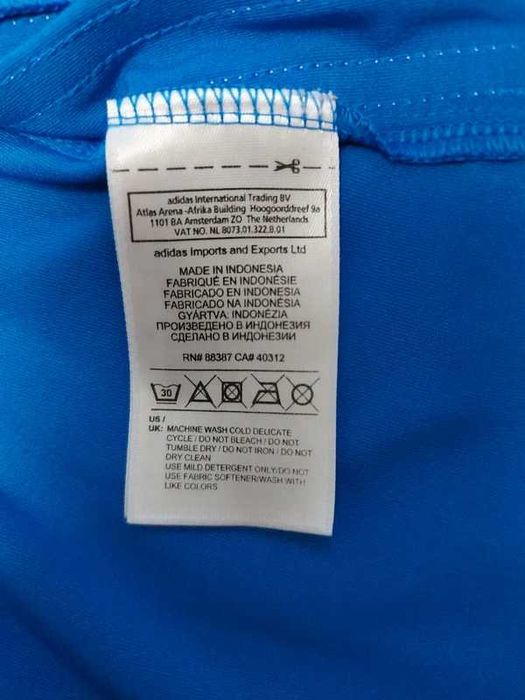 adidas International Trading BV
Atlas Arena -Afrika Building Hoogoorddreef 9a
1101 BA Amsterdam ZO The Netherlands
VAT NO. NL 8073.01.322.B.01
adidas Imports and Exports Ltd
MADE IN INDONESIA
FABRIQUÉ EN INDONÉSIE
FABRICADO EN INDONESIA
FABRICADO NA INDONÉSIA
GYÁRTVA: INDONÉZIA
ПРОИЗВЕДЕНО В ИНДОНЕЗИЯ
СДЕЛАНО В ИНДОНЕЗИИ
RN# 88387 CA# 40312
30
US /
UK: MACHINE WASH COLD DELICATE
CYCLE / DO NOT BLEACH / DO NOT
TUMBLE DRY / DO NOT IRON / DO NOT
DRY CLEAN
USE MILD DETERGENT ONLY/DO NOT
USE FABRIC SOFTENER/WASH WITH
LIKE COLORS